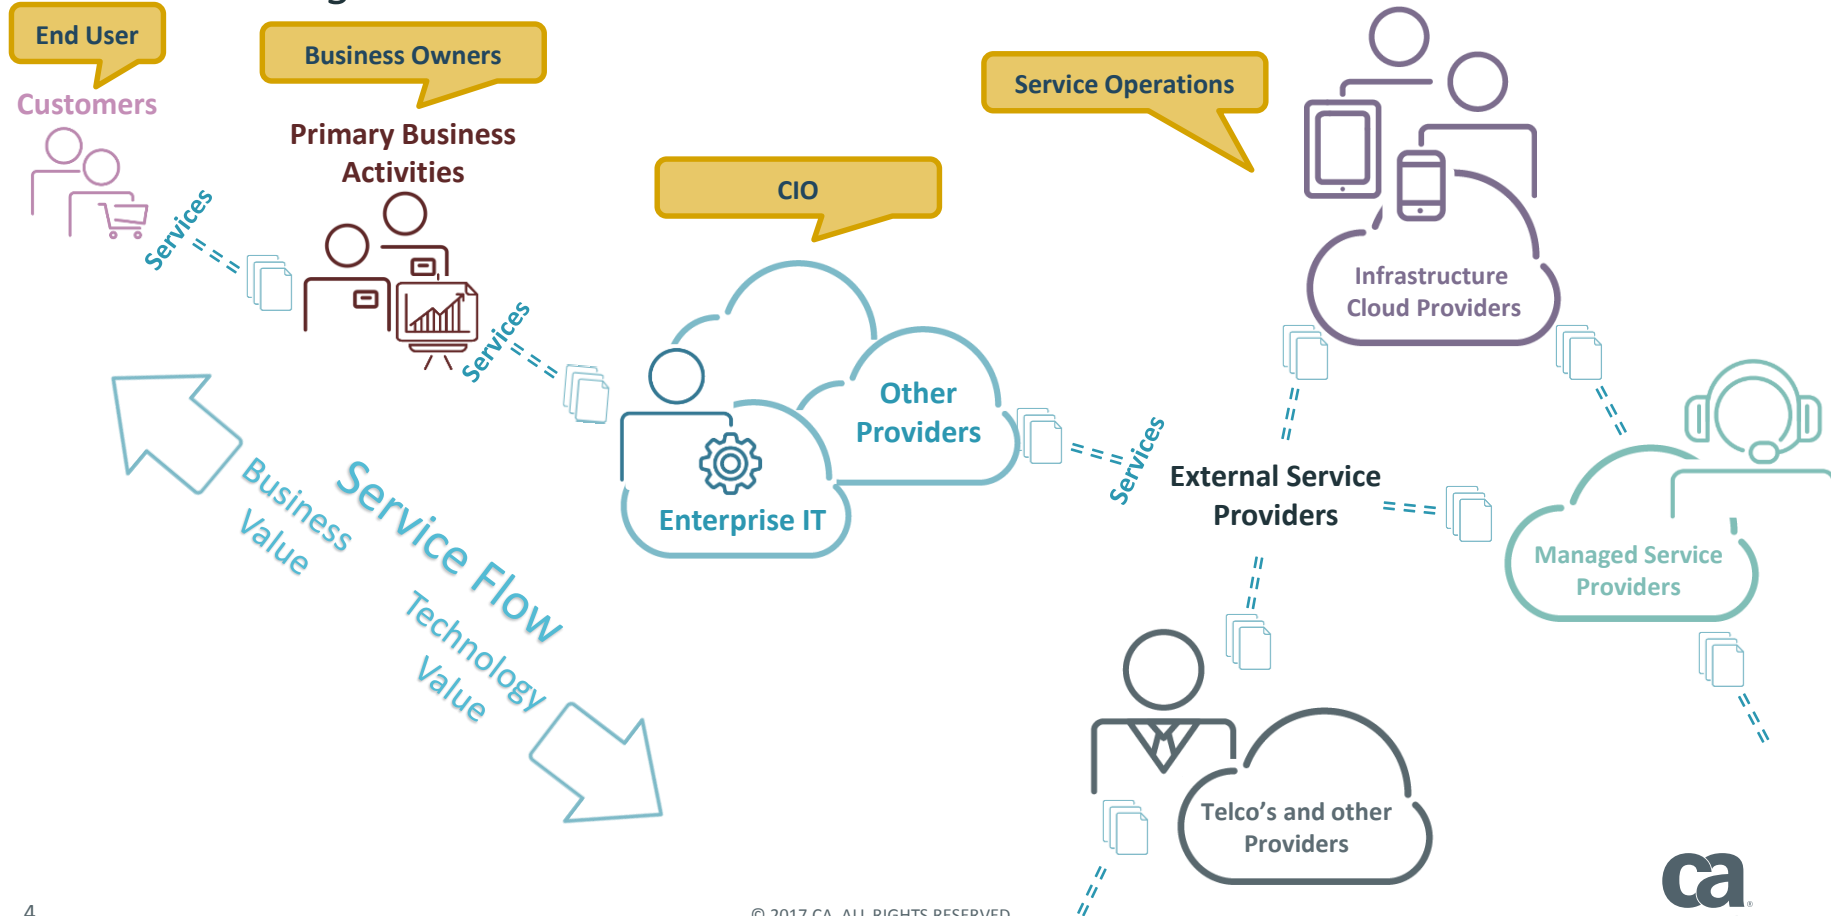 End User
Business Owners
Service Operations
Customers
Primary Business
Activities
CIO
Services
Services
Infrastructure
Cloud Providers
Other
Providers
Services
External Service
Providers
Enterprise IT
Managed Service
Providers
Business
Value
Service Flow
Technology
Value
Telco's and other
Providers
ca
®
4
© 2017 CA. ALL RIGHTS RESERVED.